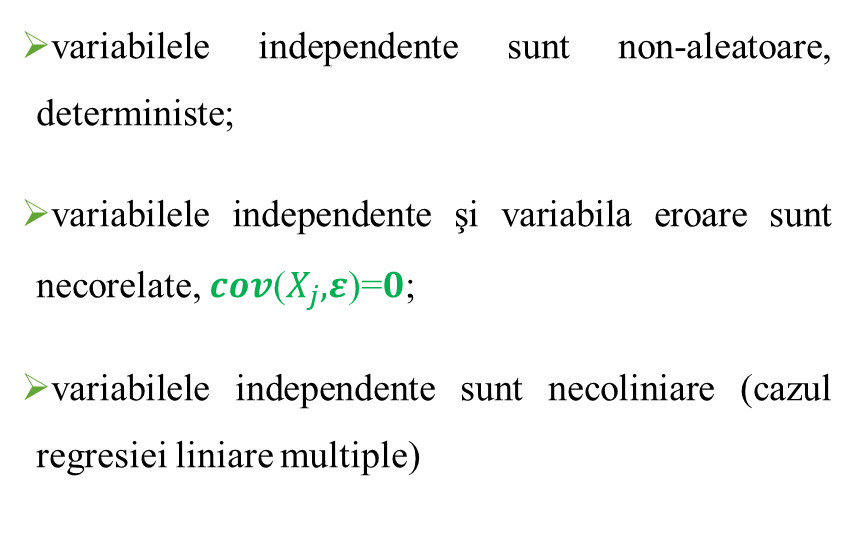 ➢variabilele independente sunt non-aleatoare,
deterministe;
➢variabilele independente şi variabila eroare sunt
necorelate, cov(Xj,ε)=0;
➢variabilele independente sunt necoliniare (cazul
regresiei liniare multiple)